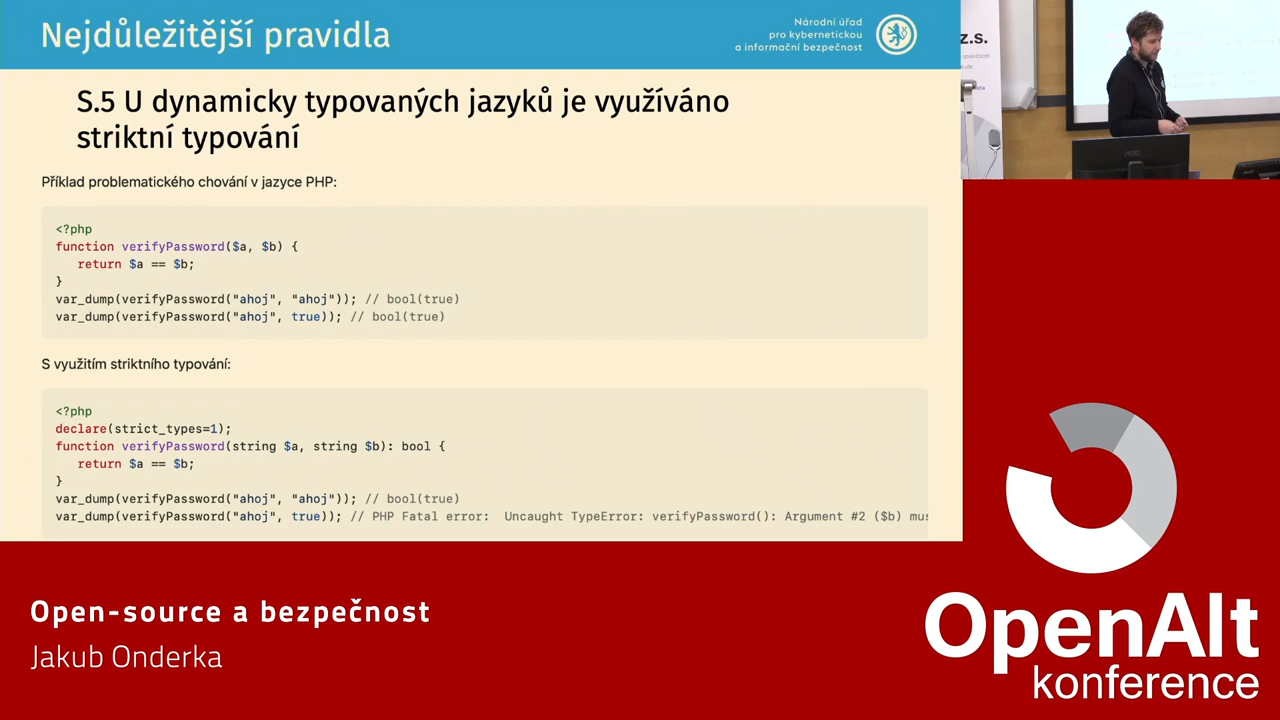 Nejdůležitější pravidla
Národní úřad
pro kybernetickou
a informační bezpečnost
S.5 U dynamicky typovaných jazyků je využíváno
striktní typování
Příklad problematického chování v jazyce PHP:
<?php
function verifyPassword($a, $b) {
return $a == $b;
}
var_dump(verifyPassword("ahoj", "ahoj")); // bool(true)
var_dump(verifyPassword("ahoj", true)); // bool(true)
S využitím striktního typování:
<?php
declare(strict_types=1);
function verifyPassword(string $a, string $b): bool {
return $a == $b;
}
var_dump(verifyPassword("ahoj", "ahoj")); // bool(true)
var_dump(verifyPassword("ahoj", true)); // PHP Fatal error:  Uncaught TypeError: verifyPassword(): Argument #2 ($b) mus
z.s.
AOC
Open-source a bezpečnost
Jakub Onderka
OpenAlt
konference